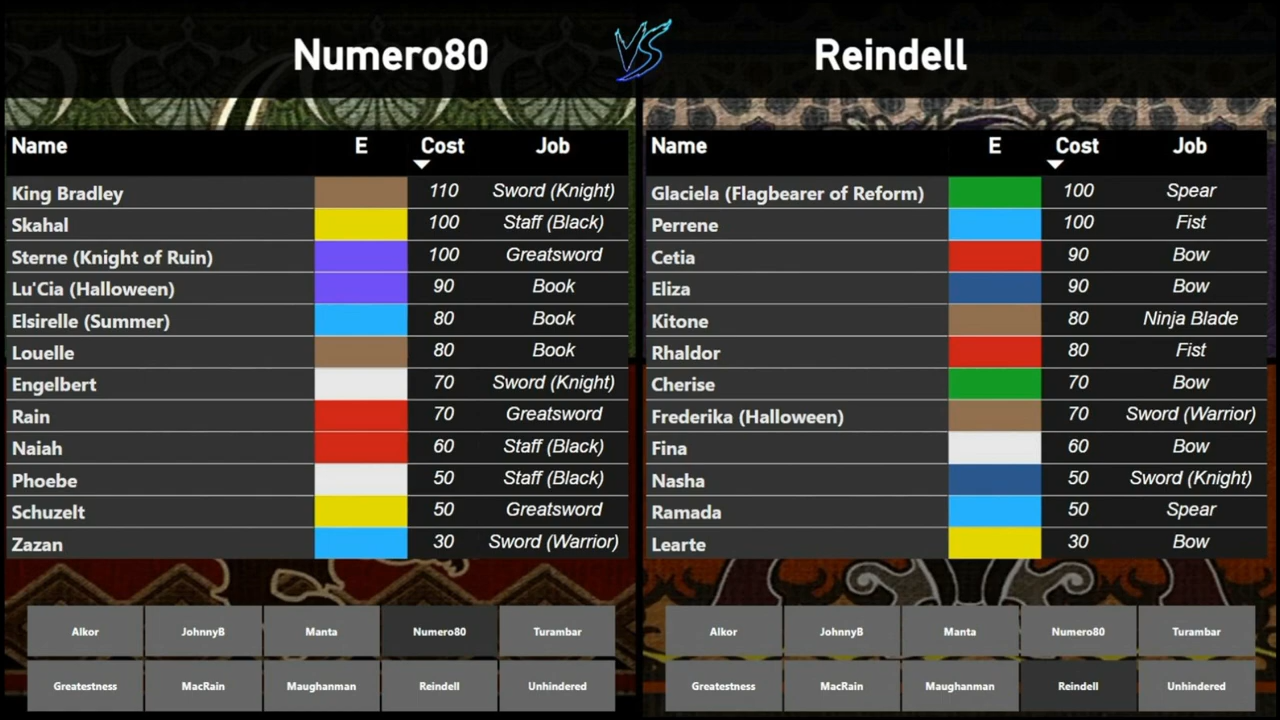 Numero80 VS Reindell
Name E Cost Job
King Bradley 110 Sword (Knight)
Skahal 100 Staff (Black)
Sterne (Knight of Ruin) 100 Greatsword
Lu'Cia (Halloween) 90 Book
Elsirelle (Summer) 80 Book
Louelle 80 Book
Engelbert 70 Sword (Knight)
Rain 70 Greatsword
Naiah 60 Staff (Black)
Phoebe 50 Staff (Black)
Schuzelt 50 Greatsword
Zazan 30 Sword (Warrior)
Alkor JohnnyB Manta Numero80 Turambar
Greatestness MacRain Maughanman Reindell Unhindered
Name E Cost Job
Glaciela (Flagbearer of Reform) 100 Spear
Perrene 100 Fist
Cetia 90 Bow
Eliza 90 Bow
Kitone 80 Ninja Blade
Rhaldor 80 Fist
Cherise 70 Bow
Frederika (Halloween) 70 Sword (Warrior)
Fina 60 Bow
Nasha 50 Sword (Knight)
Ramada 50 Spear
Learte 30 Bow
Alkor JohnnyB Manta Numero80 Turambar
Greatestness MacRain Maughanman Reindell Unhindered